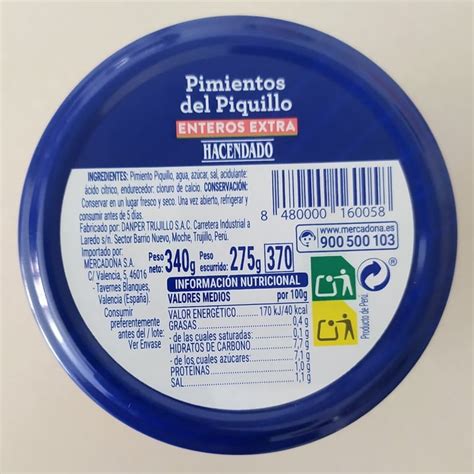 Pimientos
del Piquillo
ENTEROS EXTRA
HACENDADO
INGREDIENTES: Pimiento Piquillo, agua, azúcar, sal, acidulante:
ácido cítrico, endurecedor: cloruro de calcio. CONSERVACIÓN:
Conservar en un lugar fresco y seco. Una vez abierto, refrigerar y
consumir antes de 5 días.
Fabricado por: DANPER TRUJILLO S.A.C. Carretera Industrial a
Laredo s/n. Sector Barrio Nuevo, Moche, Trujillo, Perú.
Importado por:
MERCADONA S.A.
C/ Valencia, 5, 46016
- Tavernes Blanques,
Valencia (España).
Consumir
preferentemente
antes del / lote:
Ver Envase
Peso neto: 340g Peso escurrido: 275g 370
8 480000 160058
www.mercadona.es
900 500 103
INFORMACIÓN NUTRICIONAL
VALORES MEDIOS por 100g
VALOR ENERGÉTICO 170 kJ/40 kcal
GRASAS 0,4 g
- de las cuales saturadas 0,1 g
HIDRATOS DE CARBONO 7,7 g
- de los cuales azúcares 7,1 g
PROTEÍNAS 1,0 g
SAL 1,1 g
Producto de Perú